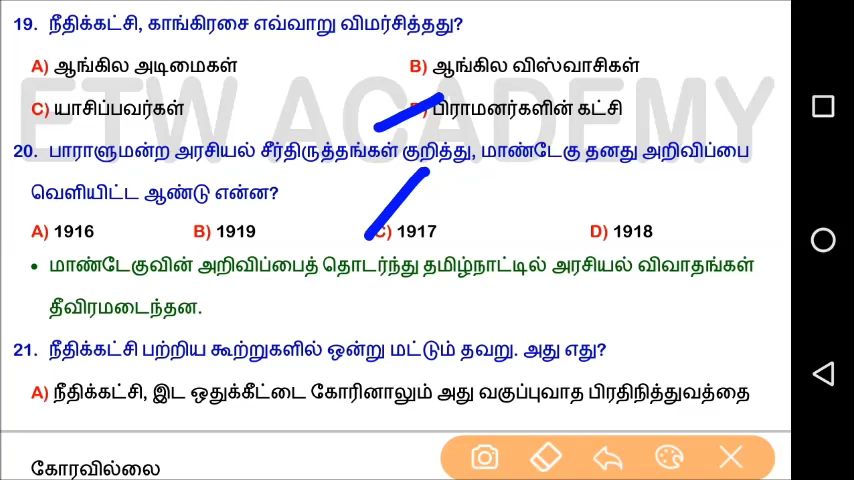 19. நீதிக்கட்சி, காங்கிரசை எவ்வாறு விமர்சித்தது?
A) ஆங்கில அடிமைகள் B) ஆங்கில விஸ்வாசிகள்
C) யாசிப்பவர்கள் D) பிராமனர்களின் கட்சி
ETW ACADEMY
20. பாராளுமன்ற அரசியல் சீர்திருத்தங்கள் குறித்து, மாண்டேகு தனது அறிவிப்பை
வெளியிட்ட ஆண்டு என்ன?
A) 1916 B) 1919 C) 1917 D) 1918
• மாண்டேகுவின் அறிவிப்பைத் தொடர்ந்து தமிழ்நாட்டில் அரசியல் விவாதங்கள்
தீவிரமடைந்தன.
21. நீதிக்கட்சி பற்றிய கூற்றுகளில் ஒன்று மட்டும் தவறு. அது எது?
A) நீதிக்கட்சி, இட ஒதுக்கீட்டை கோரினாலும் அது வகுப்புவாத பிரதிநித்துவத்தை
கோரவில்லை